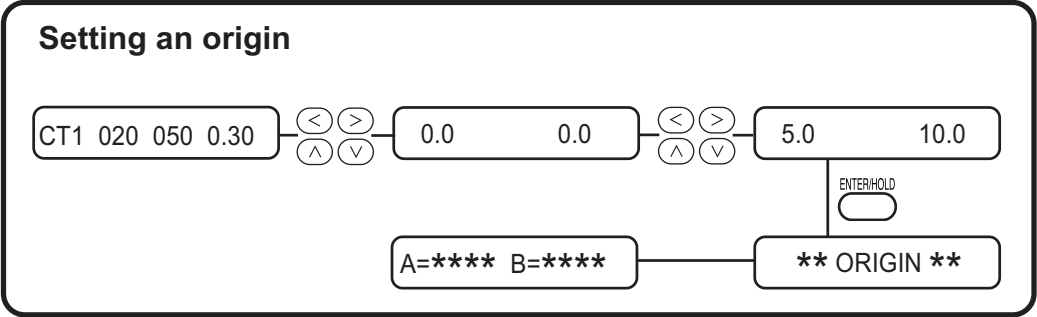 Setting an origin
CT1 020 050 0.30
< >
∧ ∨
0.0 0.0
< >
∧ ∨
5.0 10.0
ENTER/HOLD
A=**** B=****
** ORIGIN **